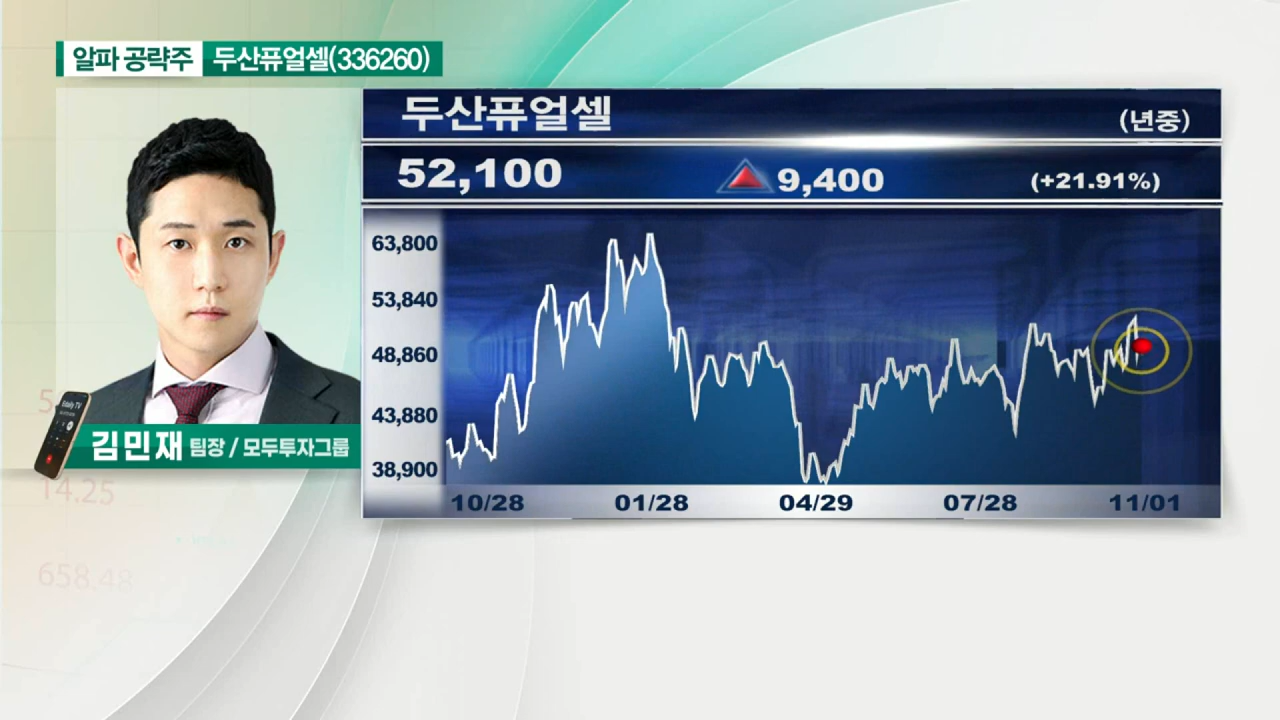 알파 공략주 두산퓨얼셀(336260)
두산퓨얼셀 (년중)
52,100 9,400 (+21.91%)
63,800
53,840
48,860
43,880
38,900
10/28 01/28 04/29 07/28 11/01
김민재 팀장 / 모두투자그룹
14.25
658.48